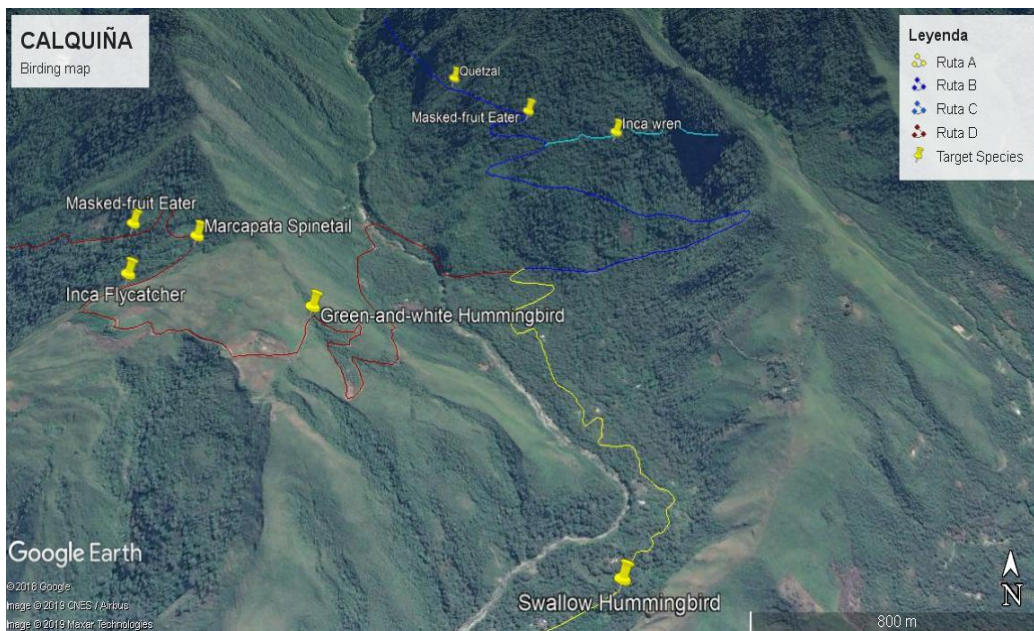 CALQUIÑA
Birding map
Leyenda
Ruta A
Ruta B
Ruta C
Ruta D
Target Species
Quetzal
Masked-fruit Eater
Inca wren
Masked-fruit Eater
Marcapata Spinetail
Inca Flycatcher
Green-and-white Hummingbird
Swallow Hummingbird
Google Earth
© 2018 Google
Image © 2019 CNES / Airbus
Image © 2019 Maxar Technologies
800 m
N